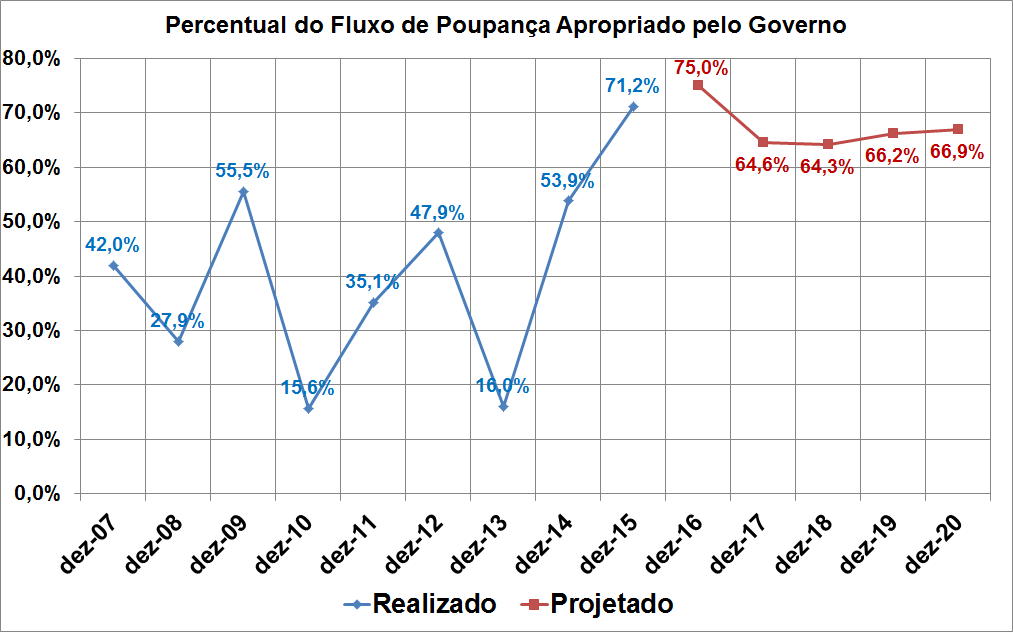 Percentual do Fluxo de Poupança Apropriado pelo Governo
80,0%
70,0%
60,0%
50,0%
40,0%
30,0%
20,0%
10,0%
0,0%
42,0%
27,9%
55,5%
15,6%
35,1%
47,9%
16,0%
53,9%
71,2%
75,0%
64,6%
64,3%
66,2%
66,9%
dez-07
dez-08
dez-09
dez-10
dez-11
dez-12
dez-13
dez-14
dez-15
dez-16
dez-17
dez-18
dez-19
dez-20
Realizado
Projetado